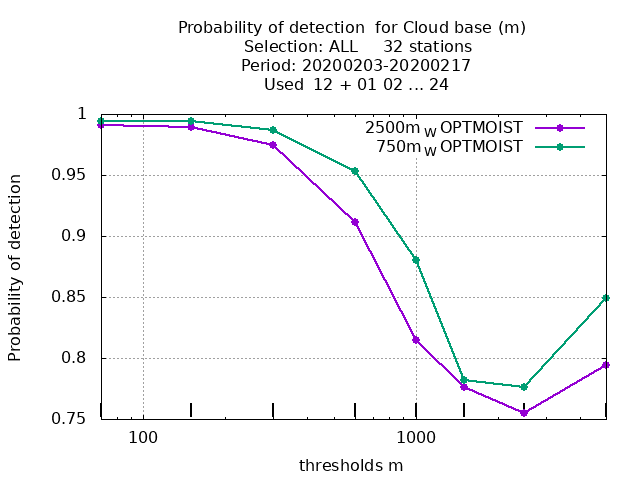 Probability of detection  for Cloud base (m)
Selection: ALL     32 stations
Period: 20200203-20200217
Used  12 + 01 02 ... 24
2500m W OPTMOIST
750m W OPTMOIST
1
0.95
0.9
0.85
0.8
0.75
Probability of detection
100
1000
thresholds m